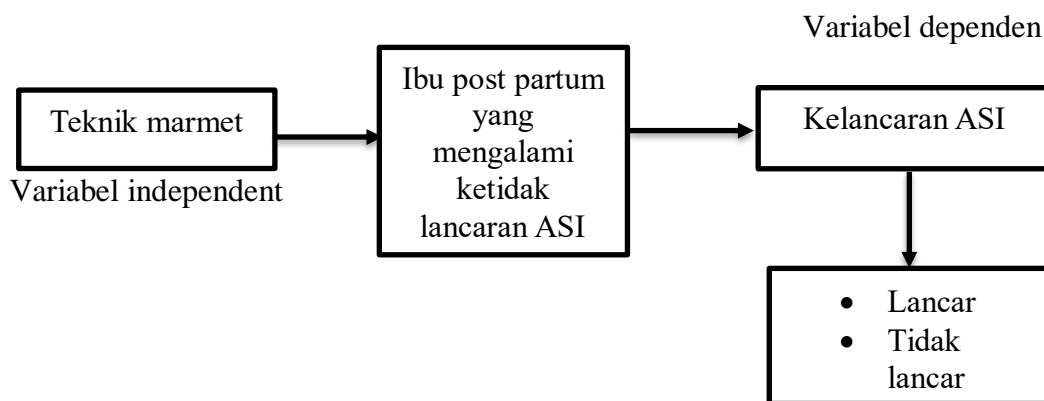 Variabel dependen
Teknik marmet
Variabel independent
Ibu post partum
yang
mengalami
ketidak
lancaran ASI
Kelancaran ASI
• Lancar
• Tidak
lancar